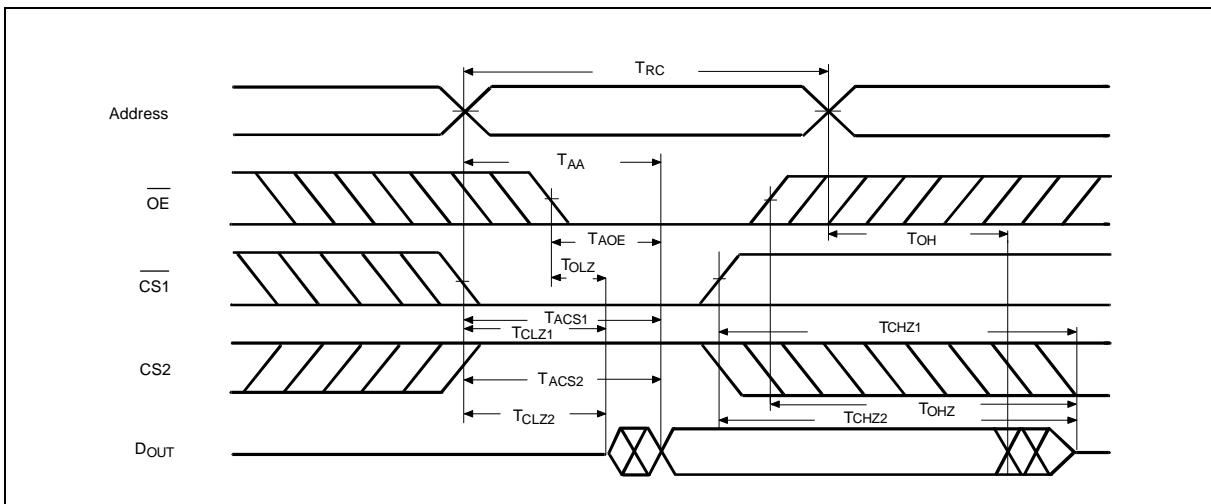 TRC
Address
TAA
OE
TAOE
TOH
TOLZ
CS1
TACS1
TCLZ1
TCHZ1
CS2
TACS2
TOHZ
TCLZ2
TCHZ2
DOUT